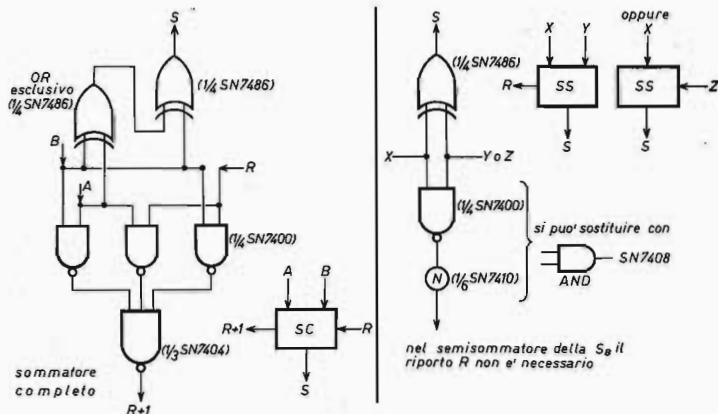 S
OR
esclusivo
(1/4 SN7486)
(1/4 SN7486)
B
A
R
(1/4 SN7400)
(1/3 SN7404)
sommatore
completo
R+1
A
B
R+1
SC
R
S
S
(1/4 SN7486)
X
Y o Z
(1/4 SN7400)
N
(1/6 SN7410)
oppure
X
Y
X
R
SS
SS
Z
S
S
si puo' sostituire con
SN7408
AND
nel semisommatore della S8 il
riporto R non e' necessario